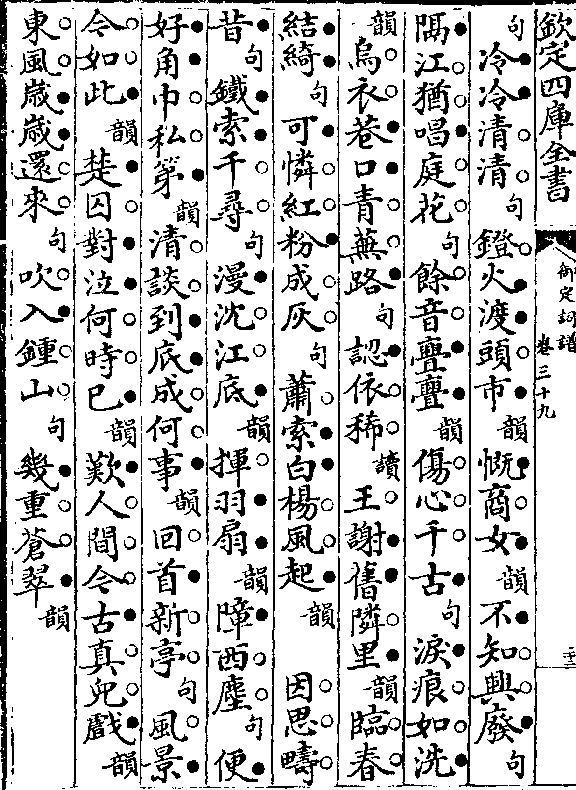 欽定四庫全書
御定詞譜
卷三十九
二十二
句 冷冷清清 句 鐙火渡頭市 韻 慨商女 韻 不知興廢 句
隔江猶唱庭花 句 餘音亹亹 韻 傷心千古 句 淚痕如洗
韻 烏衣巷口青蕪路 句 認依稀 讀 王謝舊隣里 韻 臨春
結綺 句 可憐紅粉成灰 句 蕭索白楊風起 韻 因思疇
昔 句 鐵索千尋 句 漫沈江底 韻 揮羽扇 韻 障西塵 句 便
好角巾私第 韻 清談到底成何事 韻 回首新亭 句 風景
今如此 韻 楚囚對泣何時已 韻 歎人間今古真兒戲 韻
東風歲歲還來 句 吹入鍾山 句 幾重蒼翠 韻